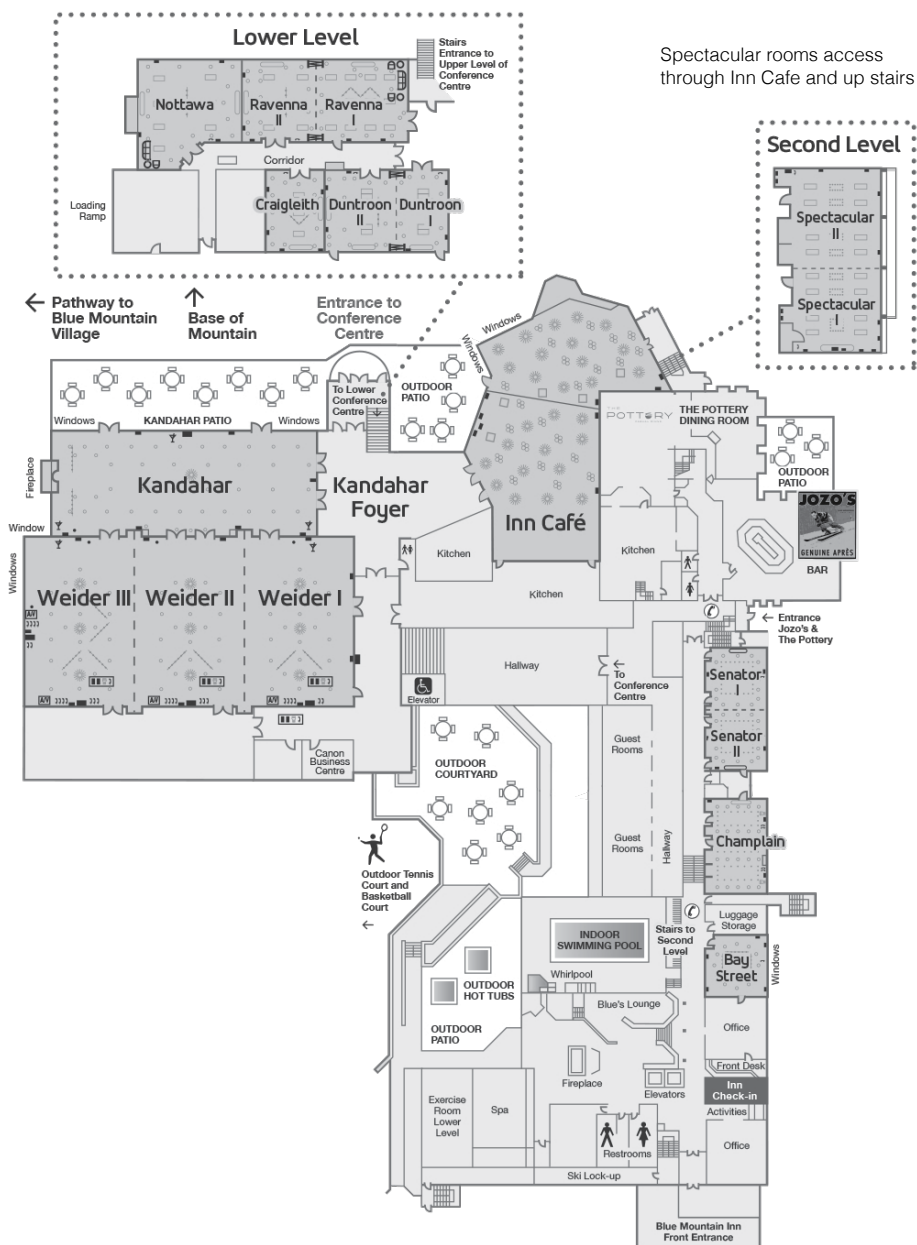 Lower Level
Stairs
Entrance to
Upper Level of
Conference
Centre
Nottawa
Ravenna
II
Ravenna
I
Corridor
Loading
Ramp
Craigleith
Duntroon
II
Duntroon
I
Spectacular rooms access
through Inn Cafe and up stairs
Second Level
Spectacular
II
Spectacular
I
← Pathway to
Blue Mountain
Village
↑
Base of
Mountain
Entrance to
Conference
Centre
Windows
Windows
To Lower
Conference
Centre
OUTDOOR
PATIO
Windows
KANDAHAR PATIO
Windows
THE
POTTERY
THE POTTERY
DINING ROOM
OUTDOOR
PATIO
Fireplace
Kandahar
Kandahar
Foyer
Inn Café
JOZO'S
GENUINE APRÈS
BAR
Window
Windows
Kitchen
Kitchen
Kitchen
Weider III
Weider II
Weider I
A/V
A/V
A/V
A/V
← Entrance
Jozo's &
The Pottery
Hallway
←
To
Conference
Centre
Elevator
Senator
I
Senator
II
Guest
Rooms
Canon
Business
Centre
OUTDOOR
COURTYARD
Guest
Rooms
Hallway
Champlain
Outdoor Tennis
Court and
Basketball
Court
←
Luggage
Storage
INDOOR
SWIMMING POOL
Stairs to
Second
Level
Bay
Street
Windows
Whirlpool
OUTDOOR
HOT TUBS
Blue's Lounge
OUTDOOR
PATIO
Office
Front Desk
Fireplace
Elevators
Inn
Check-in
Activities
Exercise
Room
Lower
Level
Spa
Restrooms
Office
Ski Lock-up
Blue Mountain Inn
Front Entrance